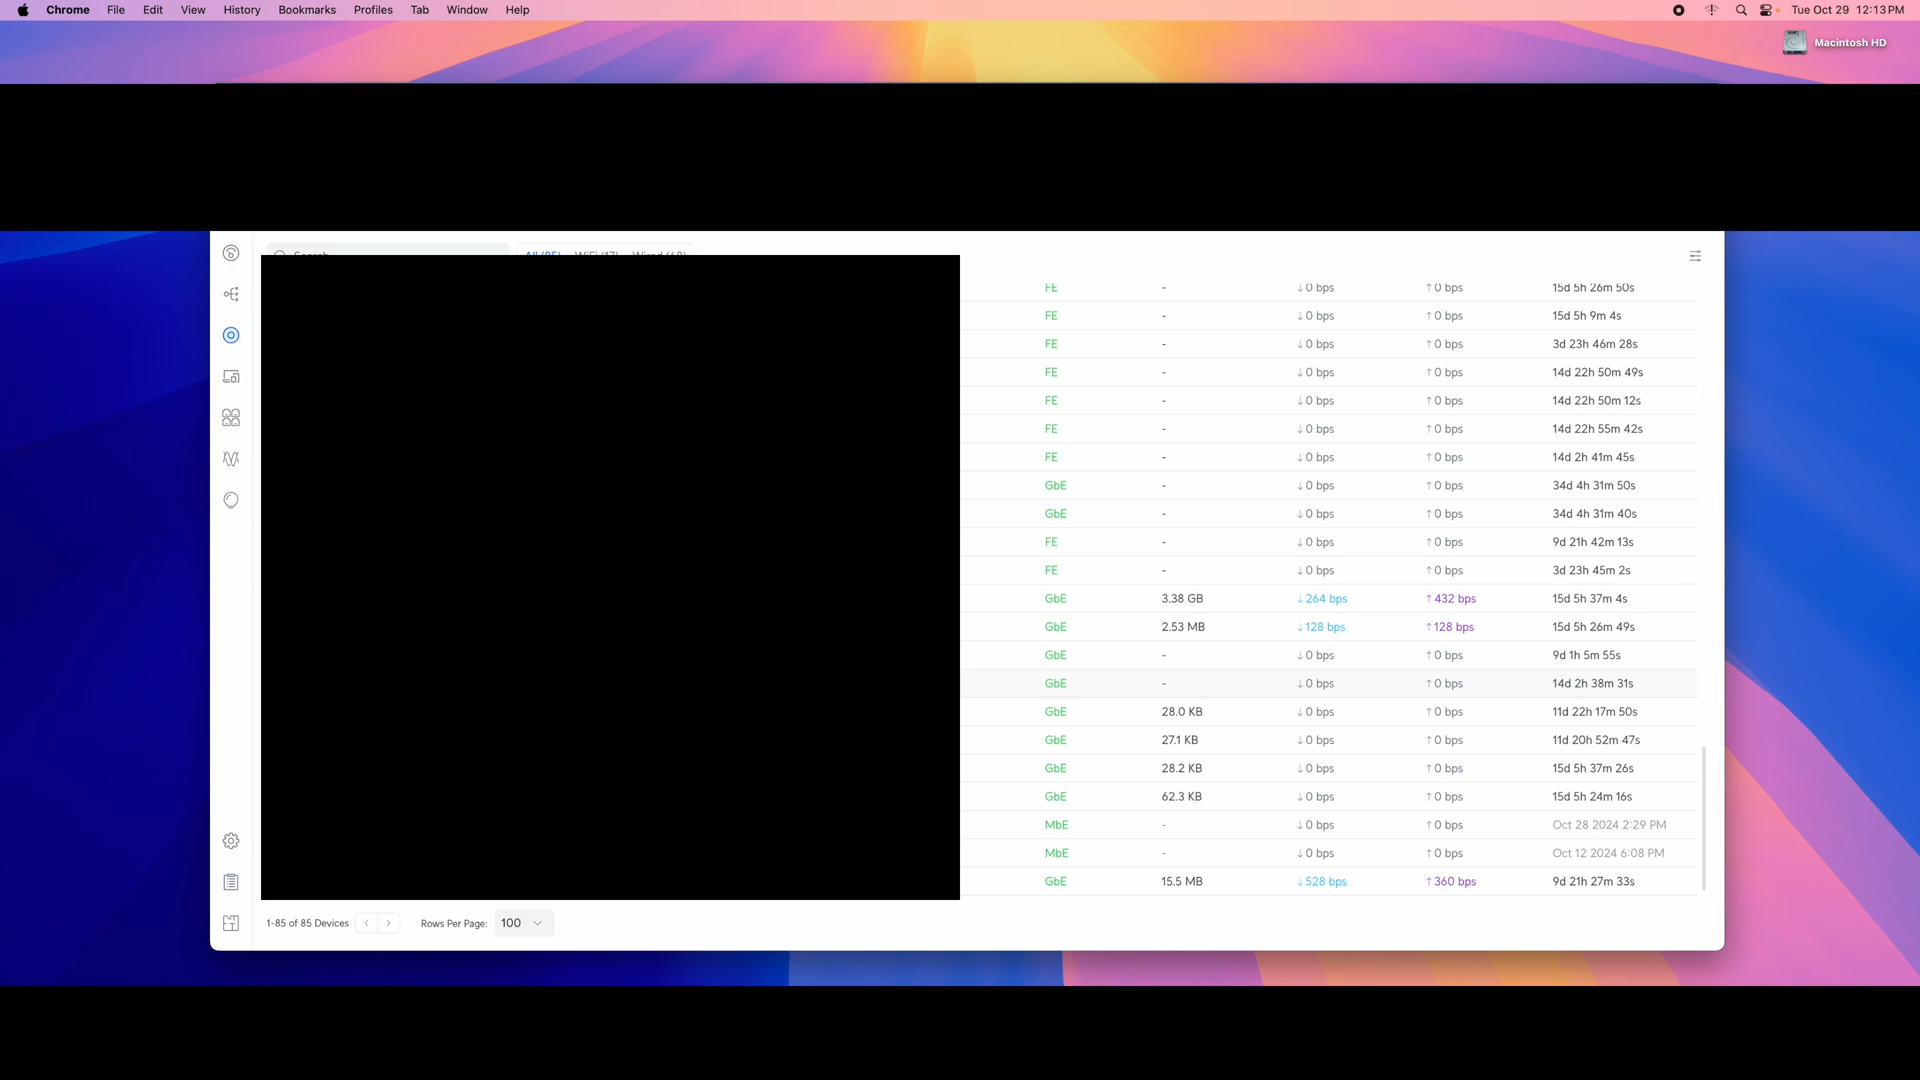 Chrome File Edit View History Bookmarks Profiles Tab Window Help Tue Oct 29 12:13 PM
Macintosh HD
Search All (85) WiFi (17) Wired (68)
FE - ↓ 0 bps ↑ 0 bps 15d 5h 26m 50s
FE - ↓ 0 bps ↑ 0 bps 15d 5h 9m 4s
FE - ↓ 0 bps ↑ 0 bps 3d 23h 46m 28s
FE - ↓ 0 bps ↑ 0 bps 14d 22h 50m 49s
FE - ↓ 0 bps ↑ 0 bps 14d 22h 50m 12s
FE - ↓ 0 bps ↑ 0 bps 14d 22h 55m 42s
FE - ↓ 0 bps ↑ 0 bps 14d 2h 41m 45s
GbE - ↓ 0 bps ↑ 0 bps 34d 4h 31m 50s
GbE - ↓ 0 bps ↑ 0 bps 34d 4h 31m 40s
FE - ↓ 0 bps ↑ 0 bps 9d 21h 42m 13s
FE - ↓ 0 bps ↑ 0 bps 3d 23h 45m 2s
GbE 3.38 GB ↓ 264 bps ↑ 432 bps 15d 5h 37m 4s
GbE 2.53 MB ↓ 128 bps ↑ 128 bps 15d 5h 26m 49s
GbE - ↓ 0 bps ↑ 0 bps 9d 1h 5m 55s
GbE - ↓ 0 bps ↑ 0 bps 14d 2h 38m 31s
GbE 28.0 KB ↓ 0 bps ↑ 0 bps 11d 22h 17m 50s
GbE 27.1 KB ↓ 0 bps ↑ 0 bps 11d 20h 52m 47s
GbE 28.2 KB ↓ 0 bps ↑ 0 bps 15d 5h 37m 26s
GbE 62.3 KB ↓ 0 bps ↑ 0 bps 15d 5h 24m 16s
MbE - ↓ 0 bps ↑ 0 bps Oct 28 2024 2:29 PM
MbE - ↓ 0 bps ↑ 0 bps Oct 12 2024 6:08 PM
GbE 15.5 MB ↓ 528 bps ↑ 360 bps 9d 21h 27m 33s
1-85 of 85 Devices < > Rows Per Page: 100